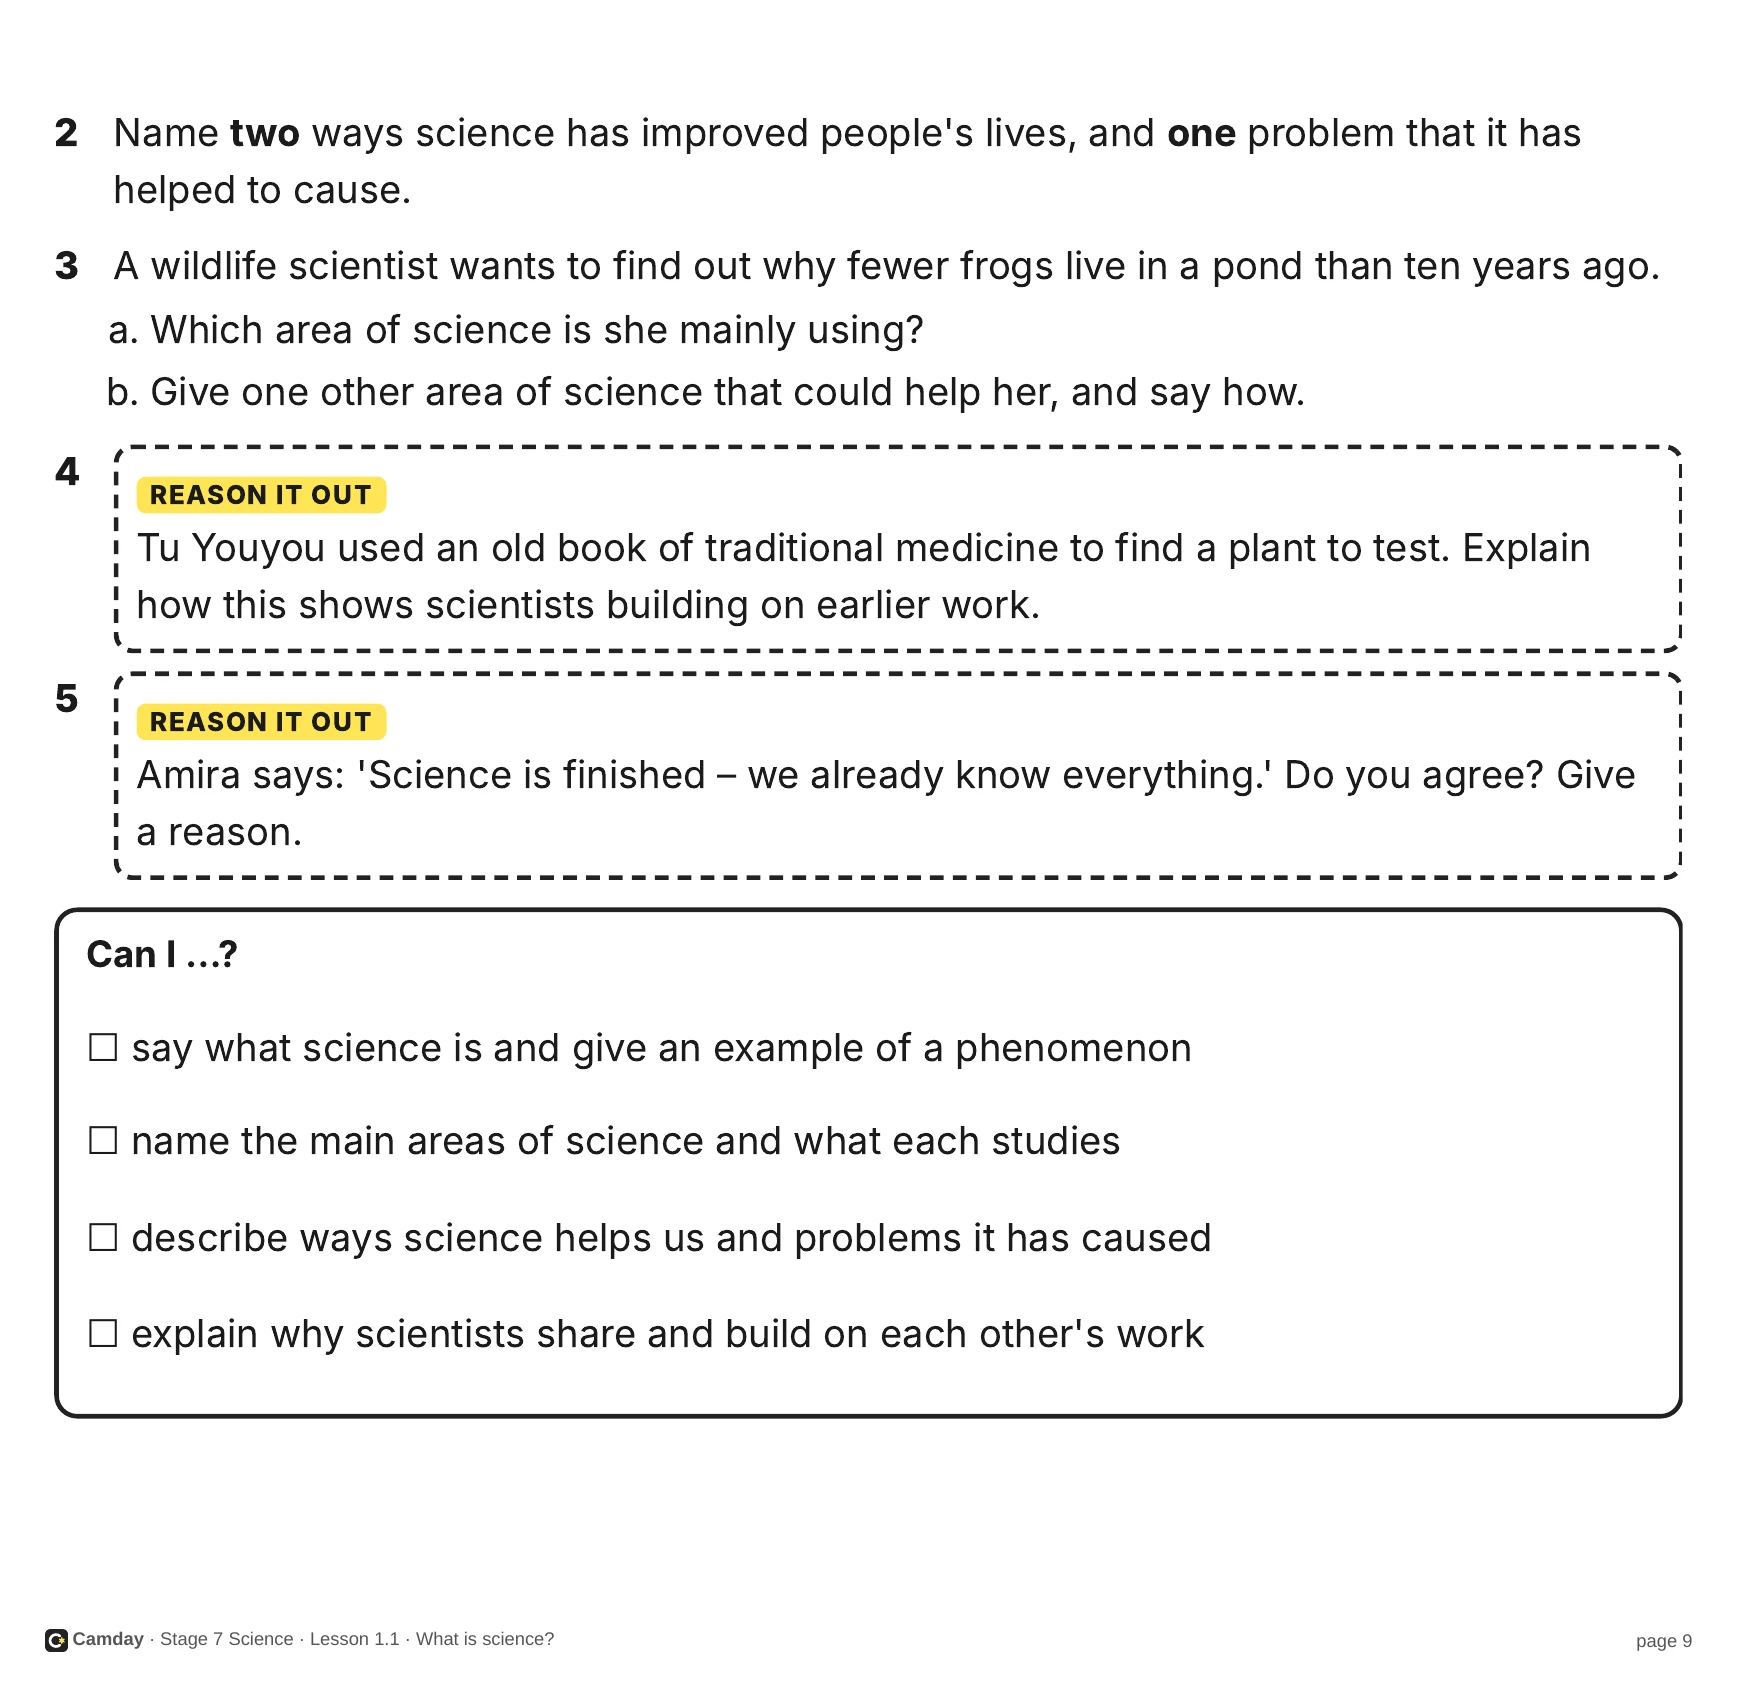 2 Name two ways science has improved people's lives, and one problem that it has
helped to cause.
3 A wildlife scientist wants to find out why fewer frogs live in a pond than ten years ago.
a. Which area of science is she mainly using?
b. Give one other area of science that could help her, and say how.
4
REASON IT OUT
Tu Youyou used an old book of traditional medicine to find a plant to test. Explain
how this shows scientists building on earlier work.
5
REASON IT OUT
Amira says: 'Science is finished – we already know everything.' Do you agree? Give
a reason.
Can I …?
☐ say what science is and give an example of a phenomenon
☐ name the main areas of science and what each studies
☐ describe ways science helps us and problems it has caused
☐ explain why scientists share and build on each other's work
Camday · Stage 7 Science · Lesson 1.1 · What is science?
page 9